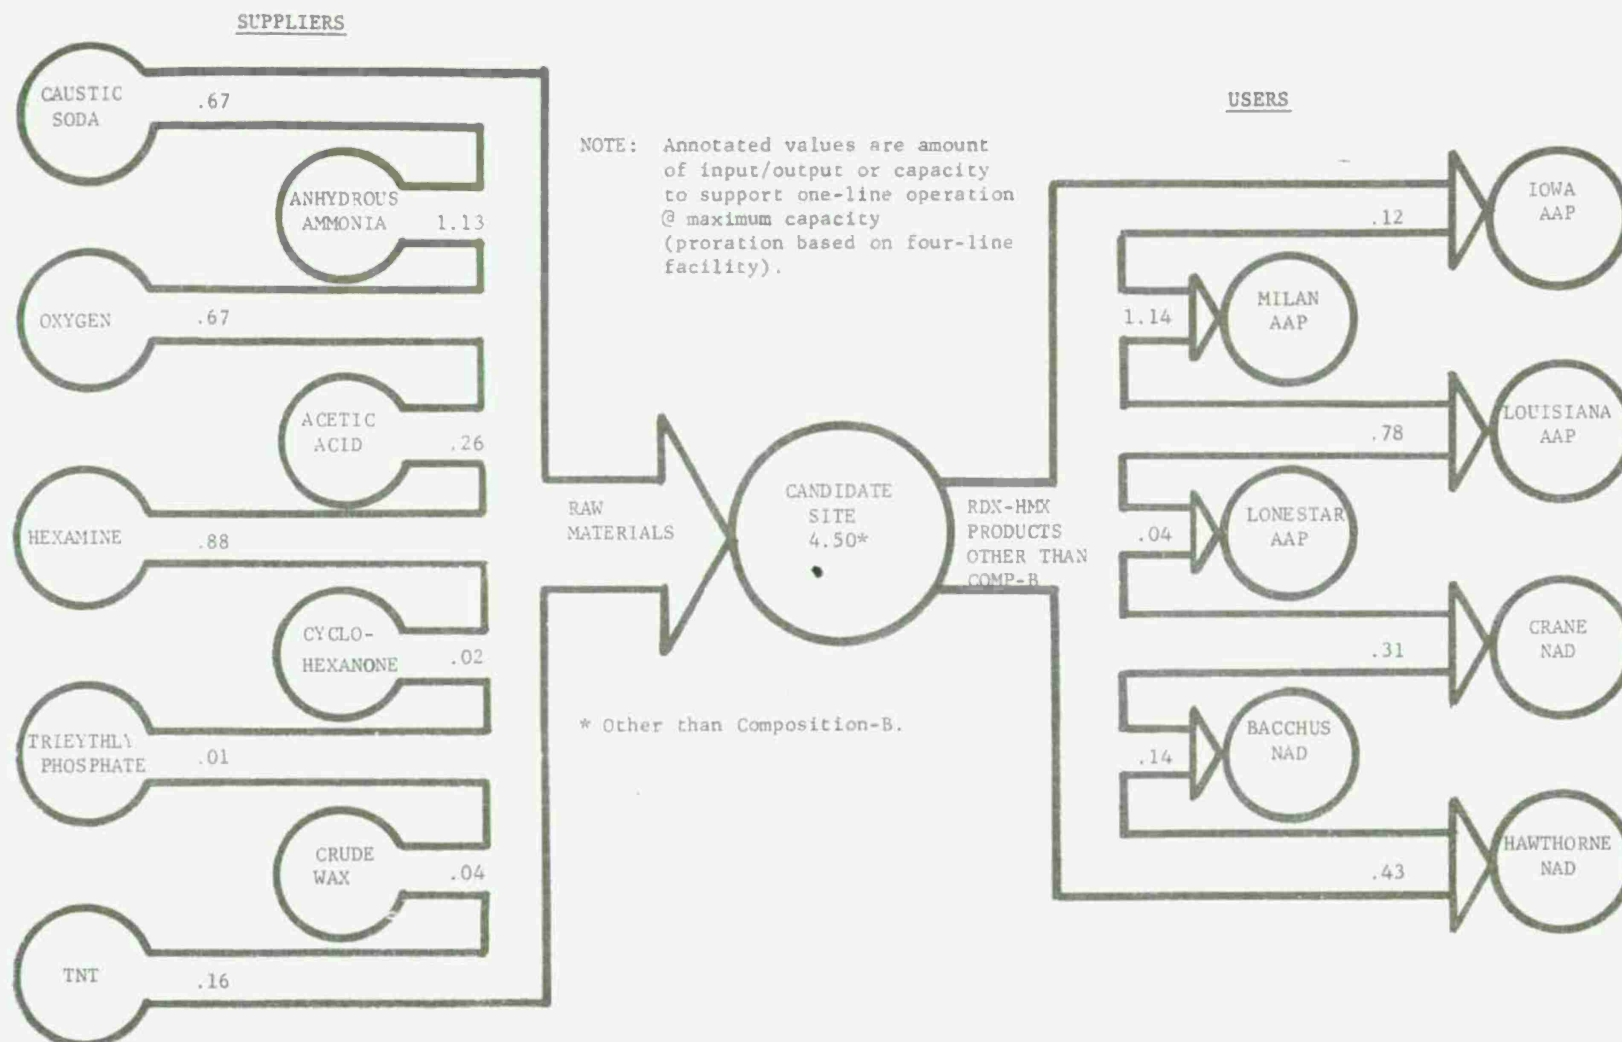 SUPPLIERS
CAUSTIC
SODA
.67
ANHYDROUS
AMMONIA
1.13
OXYGEN
.67
ACETIC
ACID
.26
HEXAMINE
.88
CYCLO-
HEXANONE
.02
TRIEYTHLY
PHOSPHATE
.01
CRUDE
WAX
.04
TNT
.16
NOTE: Annotated values are amount
of input/output or capacity
to support one-line operation
@ maximum capacity
(proration based on four-line
facility).
RAW
MATERIALS
CANDIDATE
SITE
4.50*
RDX-HMX
PRODUCTS
OTHER THAN
COMP-B
* Other than Composition-B.
USERS
IOWA
AAP
.12
MILAN
AAP
1.14
LOUISIANA
AAP
.78
LONESTAR
AAP
.04
CRANE
NAD
.31
BACCHUS
NAD
.14
HAWTHORNE
NAD
.43